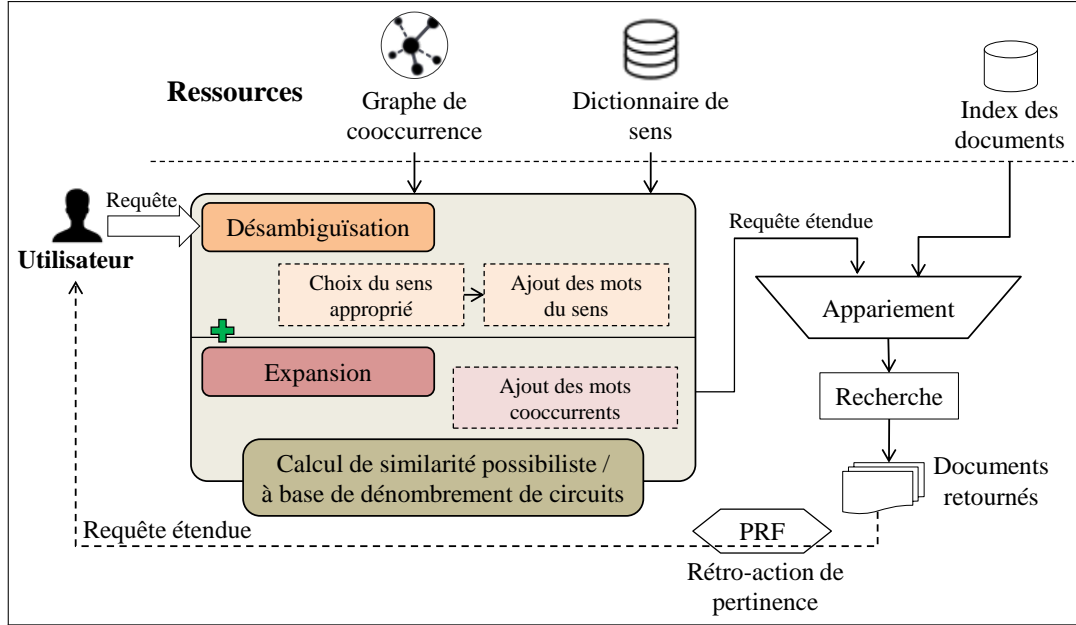 Ressources
Graphe de
cooccurrence
Dictionnaire de
sens
Index des
documents
Requête
Utilisateur
Désambiguïsation
Choix du sens
approprié
Ajout des mots
du sens
Expansion
Ajout des mots
cooccurrents
Calcul de similarité possibiliste /
à base de dénombrement de circuits
Requête étendue
Appariement
Recherche
Documents
retournés
Requête étendue
PRF
Rétro-action de
pertinence